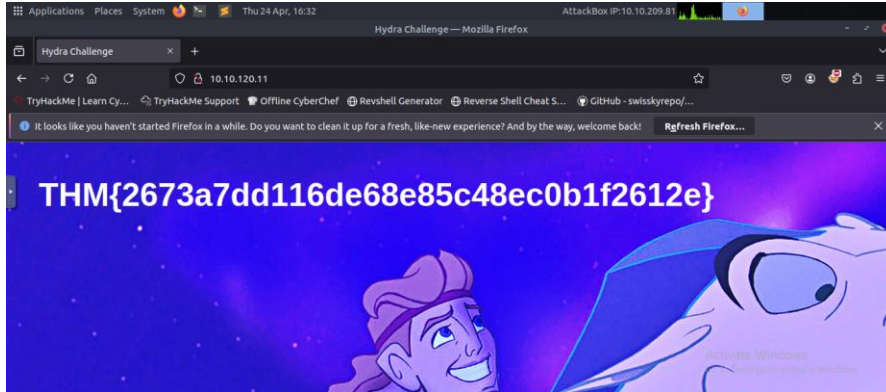 Applications Places System Thu 24 Apr, 16:32 AttackBox IP:10.10.209.81
Hydra Challenge — Mozilla Firefox
Hydra Challenge
10.10.120.11
TryHackMe | Learn Cy... TryHackMe Support Offline CyberChef Revshell Generator Reverse Shell Cheat S... GitHub - swisskyrepo/...
It looks like you haven't started Firefox in a while. Do you want to clean it up for a fresh, like-new experience? And by the way, welcome back! Refresh Firefox...
THM{2673a7dd116de68e85c48ec0b1f2612e}
Activate Windows